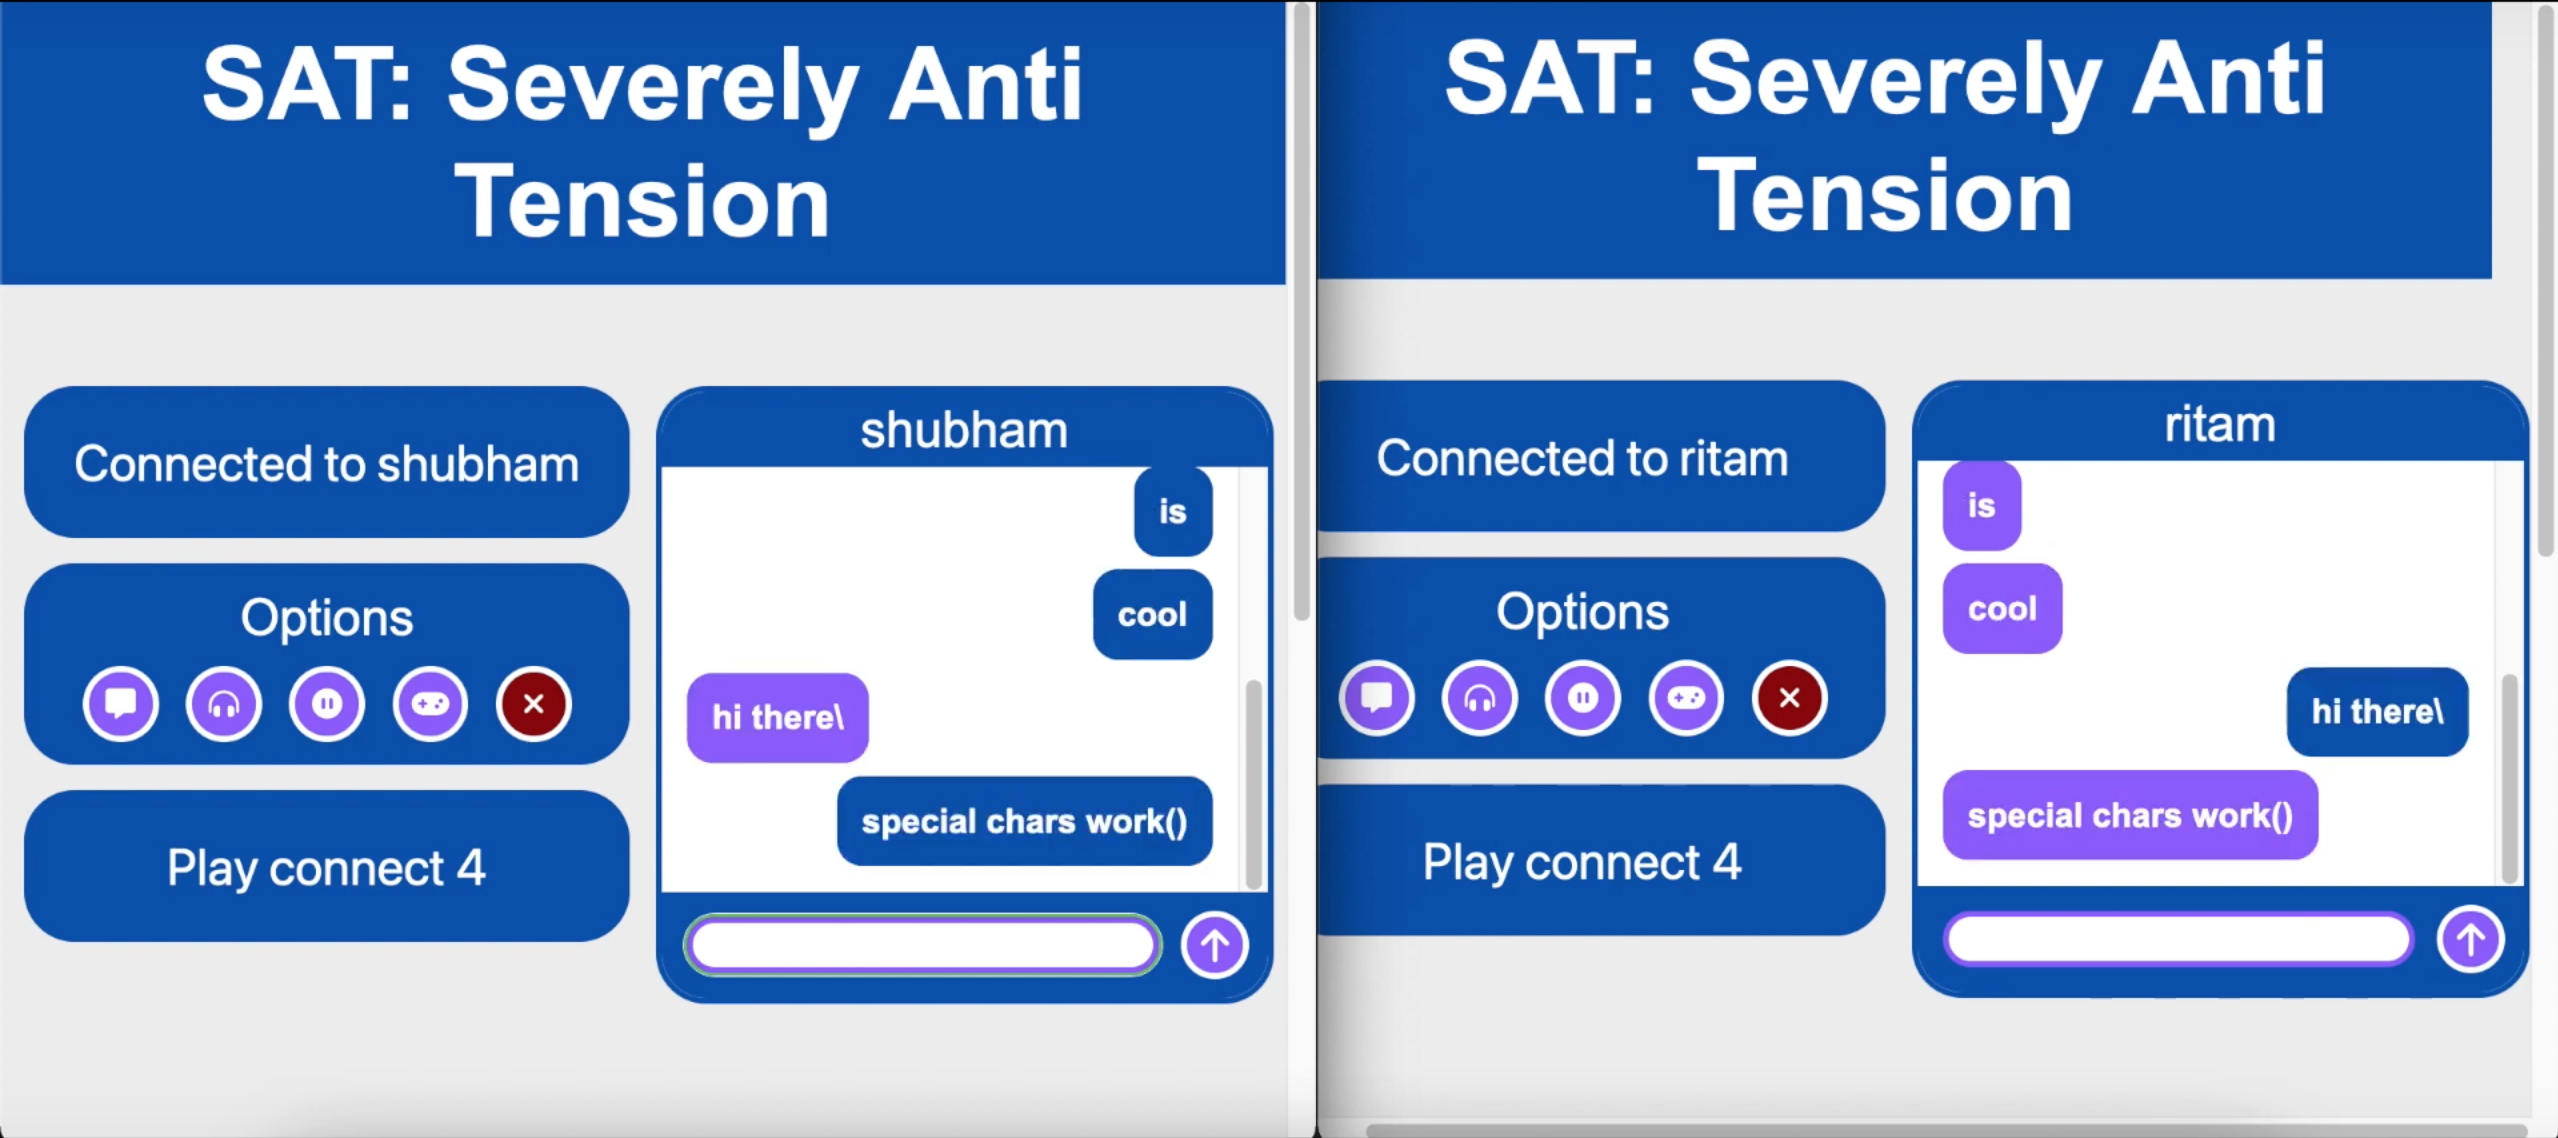 SAT: Severely Anti
Tension
Connected to shubham
Options
Play connect 4
shubham
is
cool
hi there\
special chars work()
SAT: Severely Anti
Tension
Connected to ritam
Options
Play connect 4
ritam
is
cool
hi there\
special chars work()